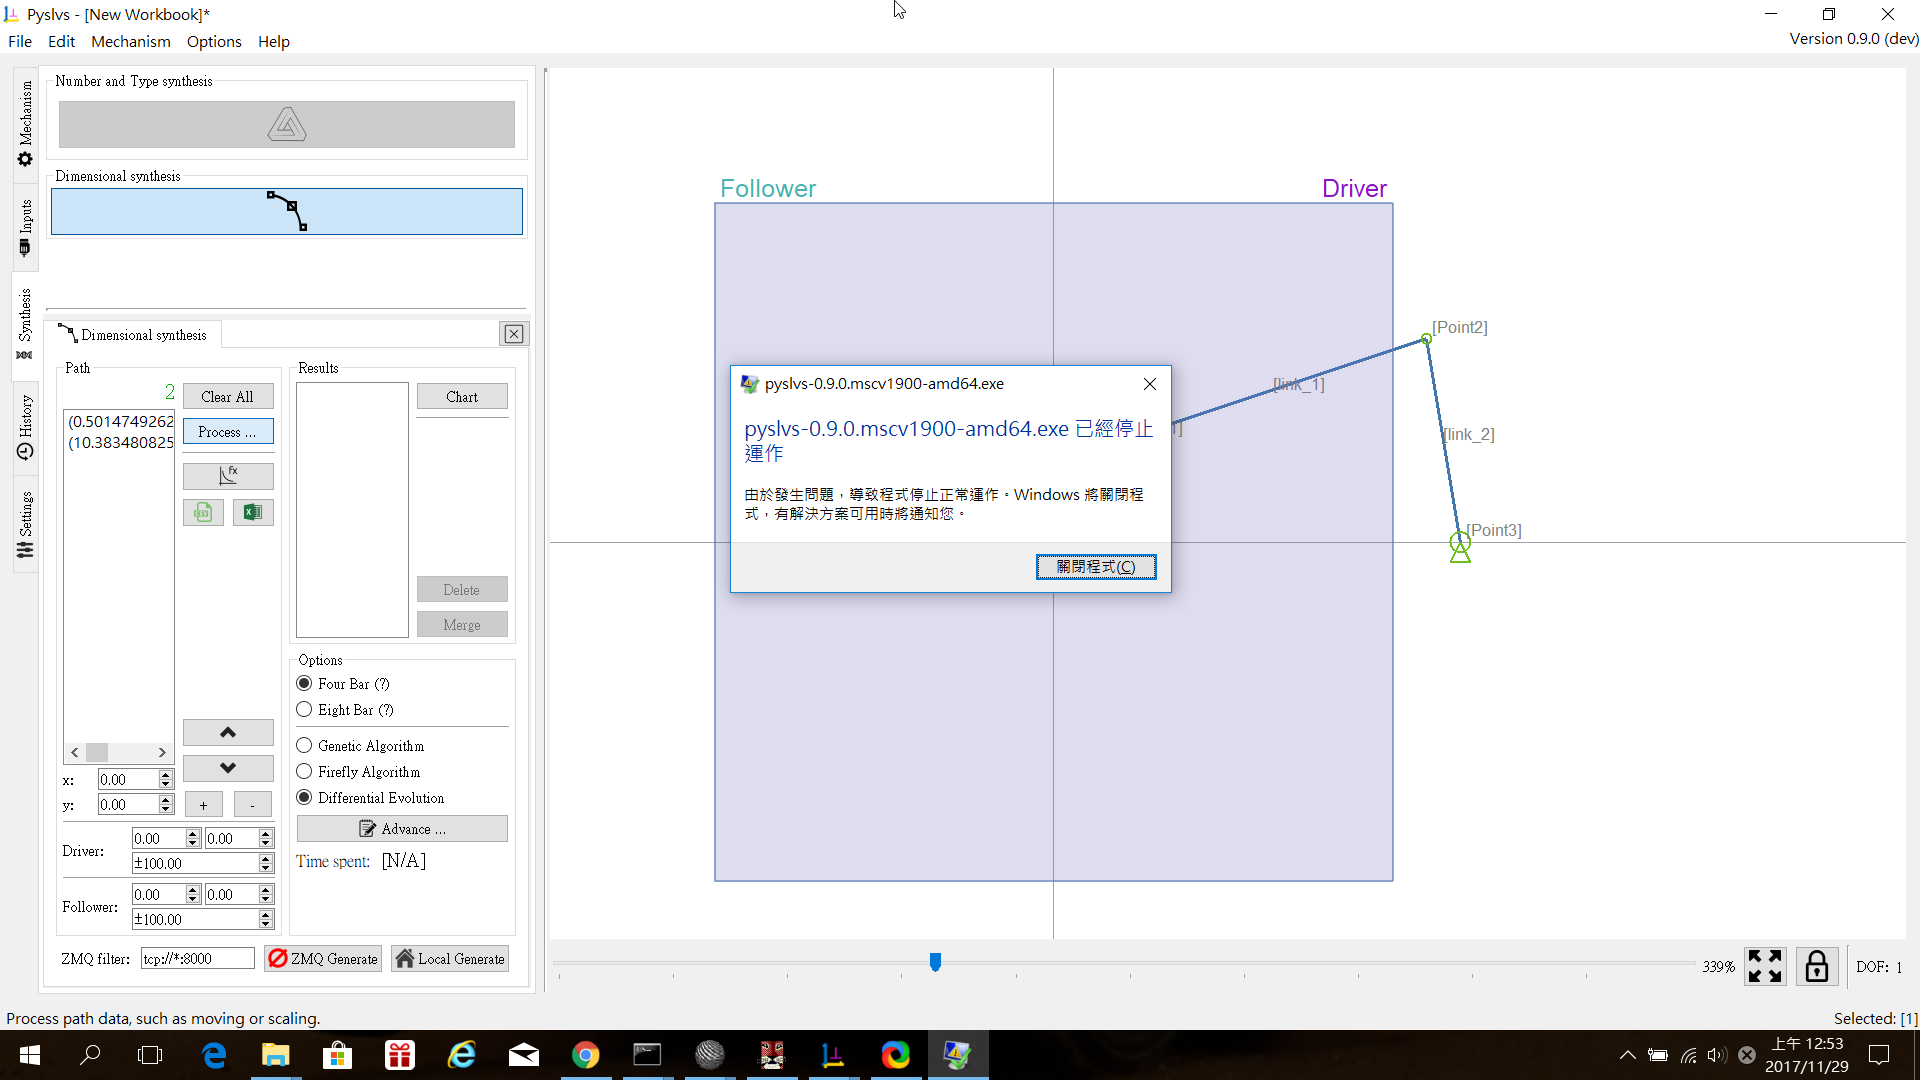 Pyslvs - [New Workbook]*
File Edit Mechanism Options Help
Version 0.9.0 (dev)
Mechanism
Inputs
Synthesis
History
Settings
Number and Type synthesis
Dimensional synthesis
Dimensional synthesis
Path
2
Clear All
(0.5014749262
(10.383480825
Process ...
fx
CSV
x: 0.00
y: 0.00
+ -
Driver: 0.00 0.00
±100.00
Follower: 0.00 0.00
±100.00
Results
Chart
Delete
Merge
Options
Four Bar (?)
Eight Bar (?)
Genetic Algorithm
Firefly Algorithm
Differential Evolution
Advance ...
Time spent: [N/A]
ZMQ filter: tcp://*:8000 ZMQ Generate Local Generate
Follower
Driver
[Point2]
[link_1]
[link_2]
[Point3]
pyslvs-0.9.0.mscv1900-amd64.exe
pyslvs-0.9.0.mscv1900-amd64.exe 已經停止
運作
由於發生問題，導致程式停止正常運作。Windows 將關閉程
式，有解決方案可用時將通知您。
關閉程式(C)
339%
DOF: 1
Process path data, such as moving or scaling.
Selected: [1]
上午 12:53
2017/11/29